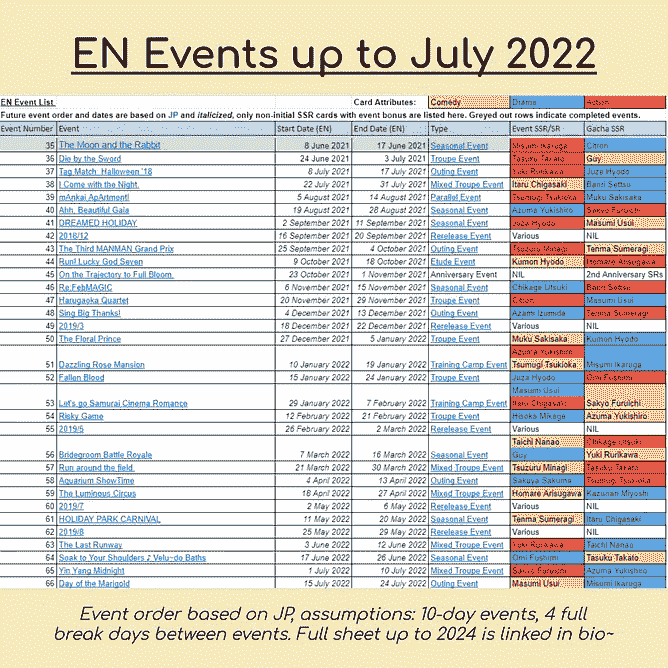 EN Events up to July 2022
EN Event List Card Attributes: Comedy Drama Action
Future event order and dates are based on JP and italicized, only non-initial SSR cards with event bonus are listed here. Greyed out rows indicate completed events.
Event Number Event Start Date (EN) End Date (EN) Type Event SSR/SR Gacha SSR
35 The Moon and the Rabbit 8 June 2021 17 June 2021 Seasonal Event Misumi Ikaruga Citron
36 Die by the Sword 24 June 2021 3 July 2021 Troupe Event Tasuku Takato Guy
37 Tag Match Halloween '18 8 July 2021 17 July 2021 Outing Event Yuki Rurikawa Juza Hyodo
38 I Come with the Night. 22 July 2021 31 July 2021 Mixed Troupe Event Itaru Chigasaki Banri Settsu
39 mAnkai ApArtment! 5 August 2021 14 August 2021 Parallel Event Tsumugi Tsukioka Muku Sakisaka
40 Ahh, Beautiful Gaia 19 August 2021 28 August 2021 Seasonal Event Azuma Yukishiro Sakyo Furuichi
41 DREAMED HOLIDAY 2 September 2021 11 September 2021 Seasonal Event Juza Hyodo Masumi Usui
42 2018/12 16 September 2021 20 September 2021 Rerelease Event Various NIL
43 The Third MANMAN Grand Prix 25 September 2021 4 October 2021 Outing Event Tsuzuru Minagi Tenma Sumeragi
44 Run! Lucky God Seven 9 October 2021 18 October 2021 Etude Event Kumon Hyodo Homare Arisugawa
45 On the Trajectory to Full Bloom 23 October 2021 1 November 2021 Anniversary Event NIL 2nd Anniversary SRs
46 Re:FebMAGIC 6 November 2021 15 November 2021 Seasonal Event Chikage Utsuki Banri Settsu
47 Harugaoka Quartet 20 November 2021 29 November 2021 Troupe Event Citron Masumi Usui
48 Sing Big Thanks! 4 December 2021 13 December 2021 Outing Event Azami Izumida Tenma Sumeragi
49 2019/3 18 December 2021 22 December 2021 Rerelease Event Various NIL
50 The Floral Prince 27 December 2021 5 January 2022 Troupe Event Muku Sakisaka Kumon Hyodo
Azuma Yukishiro
51 Dazzling Rose Mansion 10 January 2022 19 January 2022 Training Camp Event Tsumugi Tsukioka Misumi Ikaruga
52 Fallen Blood 15 January 2022 24 January 2022 Troupe Event Juza Hyodo Omi Fushimi
Masumi Usui
53 Let's go Samurai Cinema Romance 29 January 2022 7 February 2022 Training Camp Event Itaru Chigasaki Sakyo Furuichi
54 Risky Game 12 February 2022 21 February 2022 Troupe Event Hisoka Mikage Azuma Yukishiro
55 2019/5 26 February 2022 2 March 2022 Rerelease Event Various NIL
Taichi Nanao Chikage Utsuki
56 Bridegroom Battle Royale 7 March 2022 16 March 2022 Seasonal Event Guy Yuki Rurikawa
57 Run around the field 21 March 2022 30 March 2022 Mixed Troupe Event Tsuzuru Minagi Tasuku Takato
58 Aquarium ShowTime 4 April 2022 13 April 2022 Outing Event Sakuya Sakuma Tsumugi Tsukioka
59 The Luminous Circus 18 April 2022 27 April 2022 Mixed Troupe Event Homare Arisugawa Kazunari Miyoshi
60 2019/7 2 May 2022 6 May 2022 Rerelease Event Various NIL
61 HOLIDAY PARK CARNIVAL 11 May 2022 20 May 2022 Seasonal Event Tenma Sumeragi Itaru Chigasaki
62 2019/8 25 May 2022 29 May 2022 Rerelease Event Various NIL
63 The Last Runway 3 June 2022 12 June 2022 Mixed Troupe Event Yuki Rurikawa Taichi Nanao
64 Soak to Your Shoulders ♪ Velu~do Baths 17 June 2022 26 June 2022 Seasonal Event Omi Fushimi Tasuku Takato
65 Yin Yang Midnight 1 July 2022 10 July 2022 Mixed Troupe Event Sakyo Furuichi Azuma Yukishiro
66 Day of the Marigold 15 July 2022 24 July 2022 Outing Event Masumi Usui Misumi Ikaruga
Event order based on JP, assumptions: 10-day events, 4 full
break days between events. Full sheet up to 2024 is linked in bio~